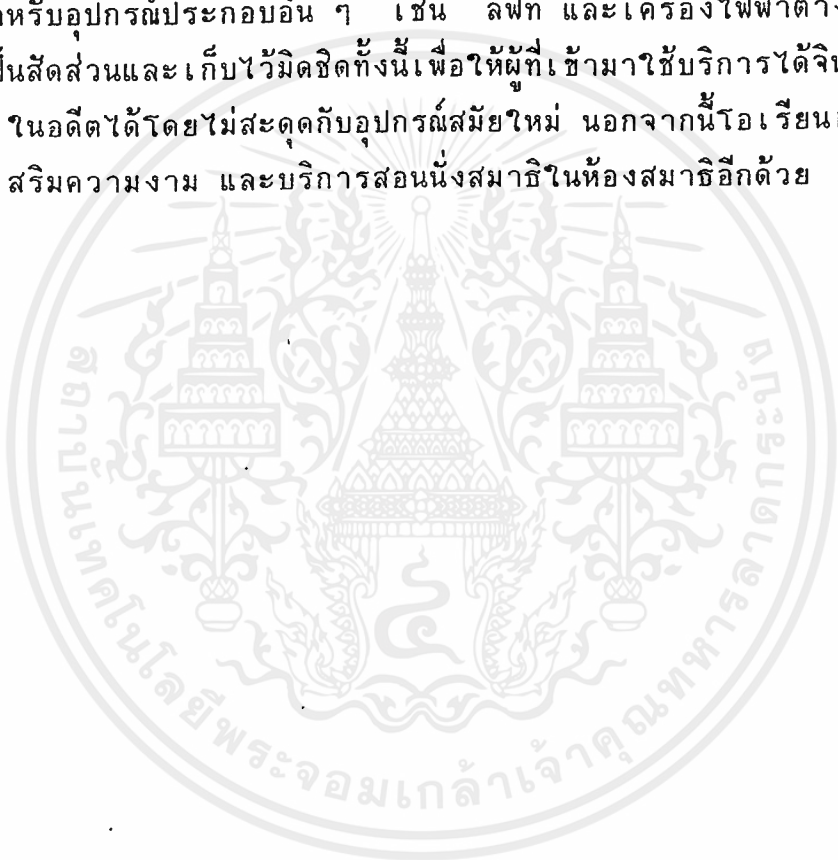 หรับอุปกรณ์ประกอบอื่น ๆ เช่น ลิฟท์ และเครื่องไฟฟ้าต่าง
ป็นสัดส่วนและเก็บไว้มิดชิดทั้งนี้เพื่อให้ผู้ที่เข้ามาใช้บริการได้จิน
ในอดีตได้โดยไม่สะดุดกับอุปกรณ์สมัยใหม่ นอกจากนี้โอเรียน
สริมความงาม และบริการสอนนั่งสมาธิในห้องสมาธิอีกด้วย
สถาบันเทคโนโลยีพระจอมเกล้าเจ้าคุณทหารลาดกระบัง